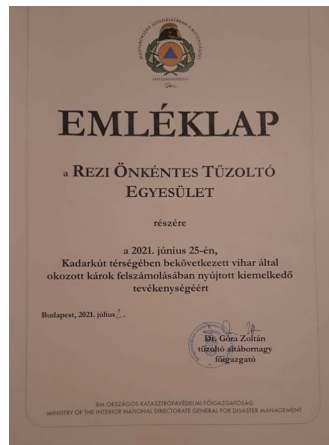 EMLÉKLAP
a REZI ÖNKÉNTES TŰZOLTÓ
EGYESÜLET
részére
a 2021. június 25-én,
Kadarkút térségében bekövetkezett vihar által
okozott károk felszámolásában nyújtott kiemelkedő
tevékenységéért
Budapest, 2021. július
Dr. Góra Zoltán
tűzoltó altábornagy
főigazgató
BM ORSZÁGOS KATASZTRÓFAVÉDELMI FŐIGAZGATÓSÁG
MINISTRY OF THE INTERIOR NATIONAL DIRECTORATE GENERAL FOR DISASTER MANAGEMENT